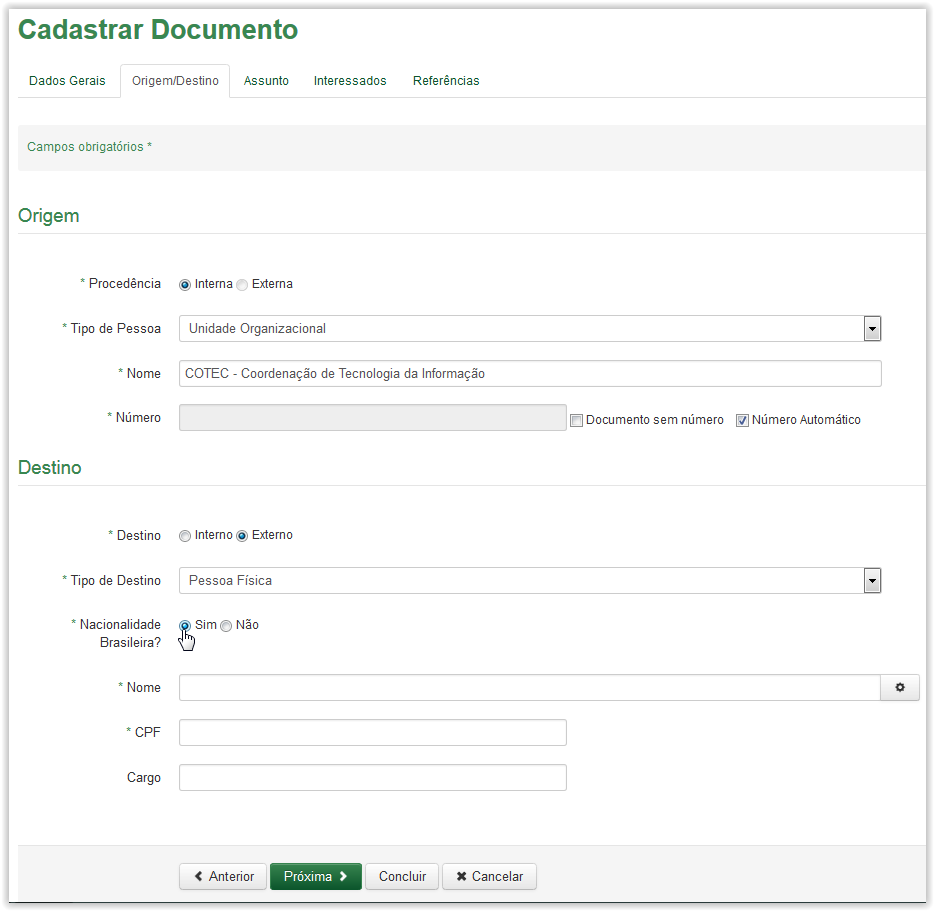 Cadastrar Documento
Dados Gerais Origem/Destino Assunto Interessados Referências
Campos obrigatórios *
Origem
* Procedência Interna Externa
* Tipo de Pessoa Unidade Organizacional
* Nome COTEC - Coordenação de Tecnologia da Informação
* Número Documento sem número Número Automático
Destino
* Destino Interno Externo
* Tipo de Destino Pessoa Física
* Nacionalidade Sim Não
Brasileira?
* Nome
* CPF
Cargo
Anterior Próxima Concluir Cancelar